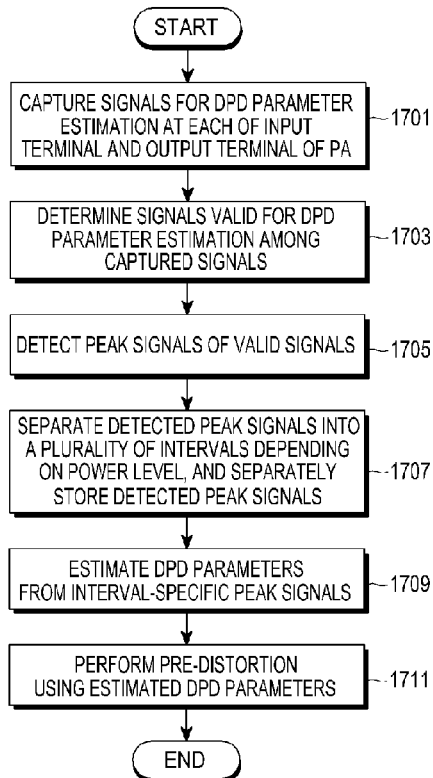 START
CAPTURE SIGNALS FOR DPD PARAMETER
ESTIMATION AT EACH OF INPUT
TERMINAL AND OUTPUT TERMINAL OF PA
1701
DETERMINE SIGNALS VALID FOR DPD
PARAMETER ESTIMATION AMONG
CAPTURED SIGNALS
1703
DETECT PEAK SIGNALS OF VALID SIGNALS
1705
SEPARATE DETECTED PEAK SIGNALS INTO
A PLURALITY OF INTERVALS DEPENDING
ON POWER LEVEL, AND SEPARATELY
STORE DETECTED PEAK SIGNALS
1707
ESTIMATE DPD PARAMETERS
FROM INTERVAL-SPECIFIC PEAK SIGNALS
1709
PERFORM PRE-DISTORTION
USING ESTIMATED DPD PARAMETERS
1711
END